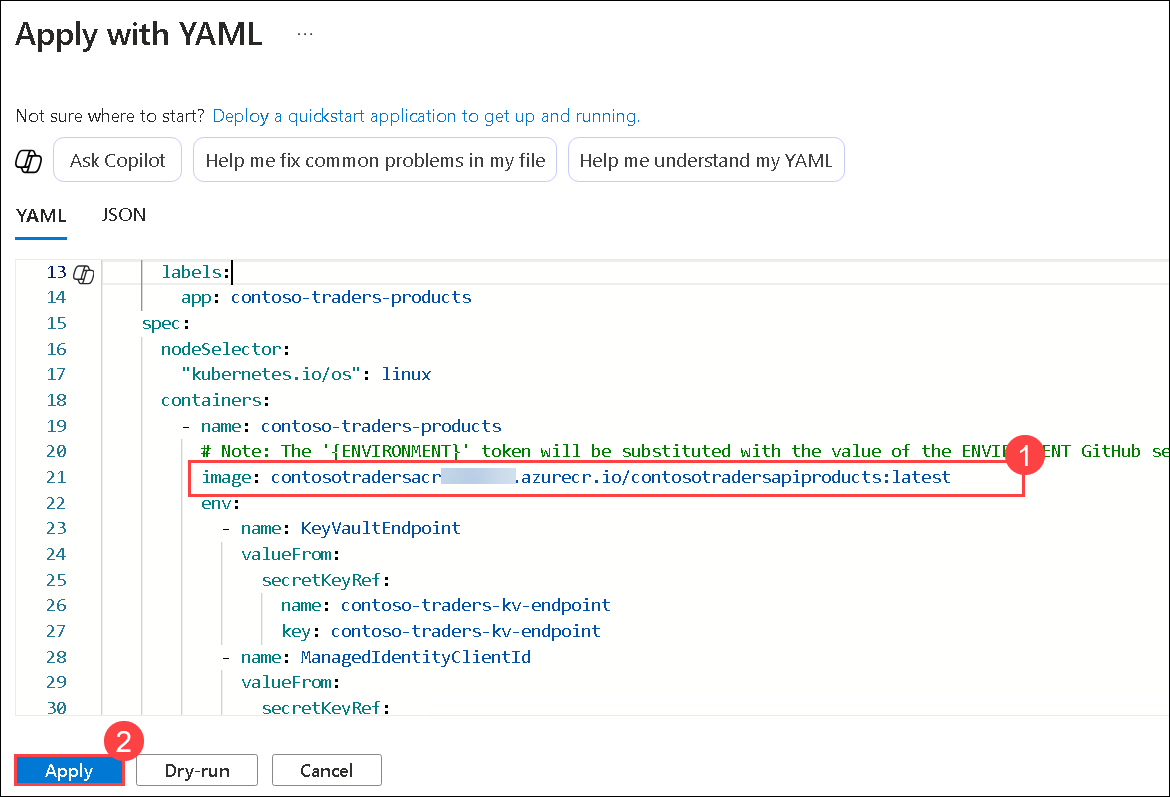 Apply with YAML ...
Not sure where to start? Deploy a quickstart application to get up and running.
Ask Copilot Help me fix common problems in my file Help me understand my YAML
YAML JSON
13 labels:
14 app: contoso-traders-products
15 spec:
16 nodeSelector:
17 "kubernetes.io/os": linux
18 containers:
19 - name: contoso-traders-products
20 # Note: The '{ENVIRONMENT}' token will be substituted with the value of the GitHub
1
21 image: contosotradersacr .azurecr.io/contosotradersapiproducts:latest
22 env:
23 - name: KeyVaultEndpoint
24 valueFrom:
25 secretKeyRef:
26 name: contoso-traders-kv-endpoint
27 key: contoso-traders-kv-endpoint
28 - name: ManagedIdentityClientId
29 valueFrom:
30 secretKeyRef:
2
Apply Dry-run Cancel